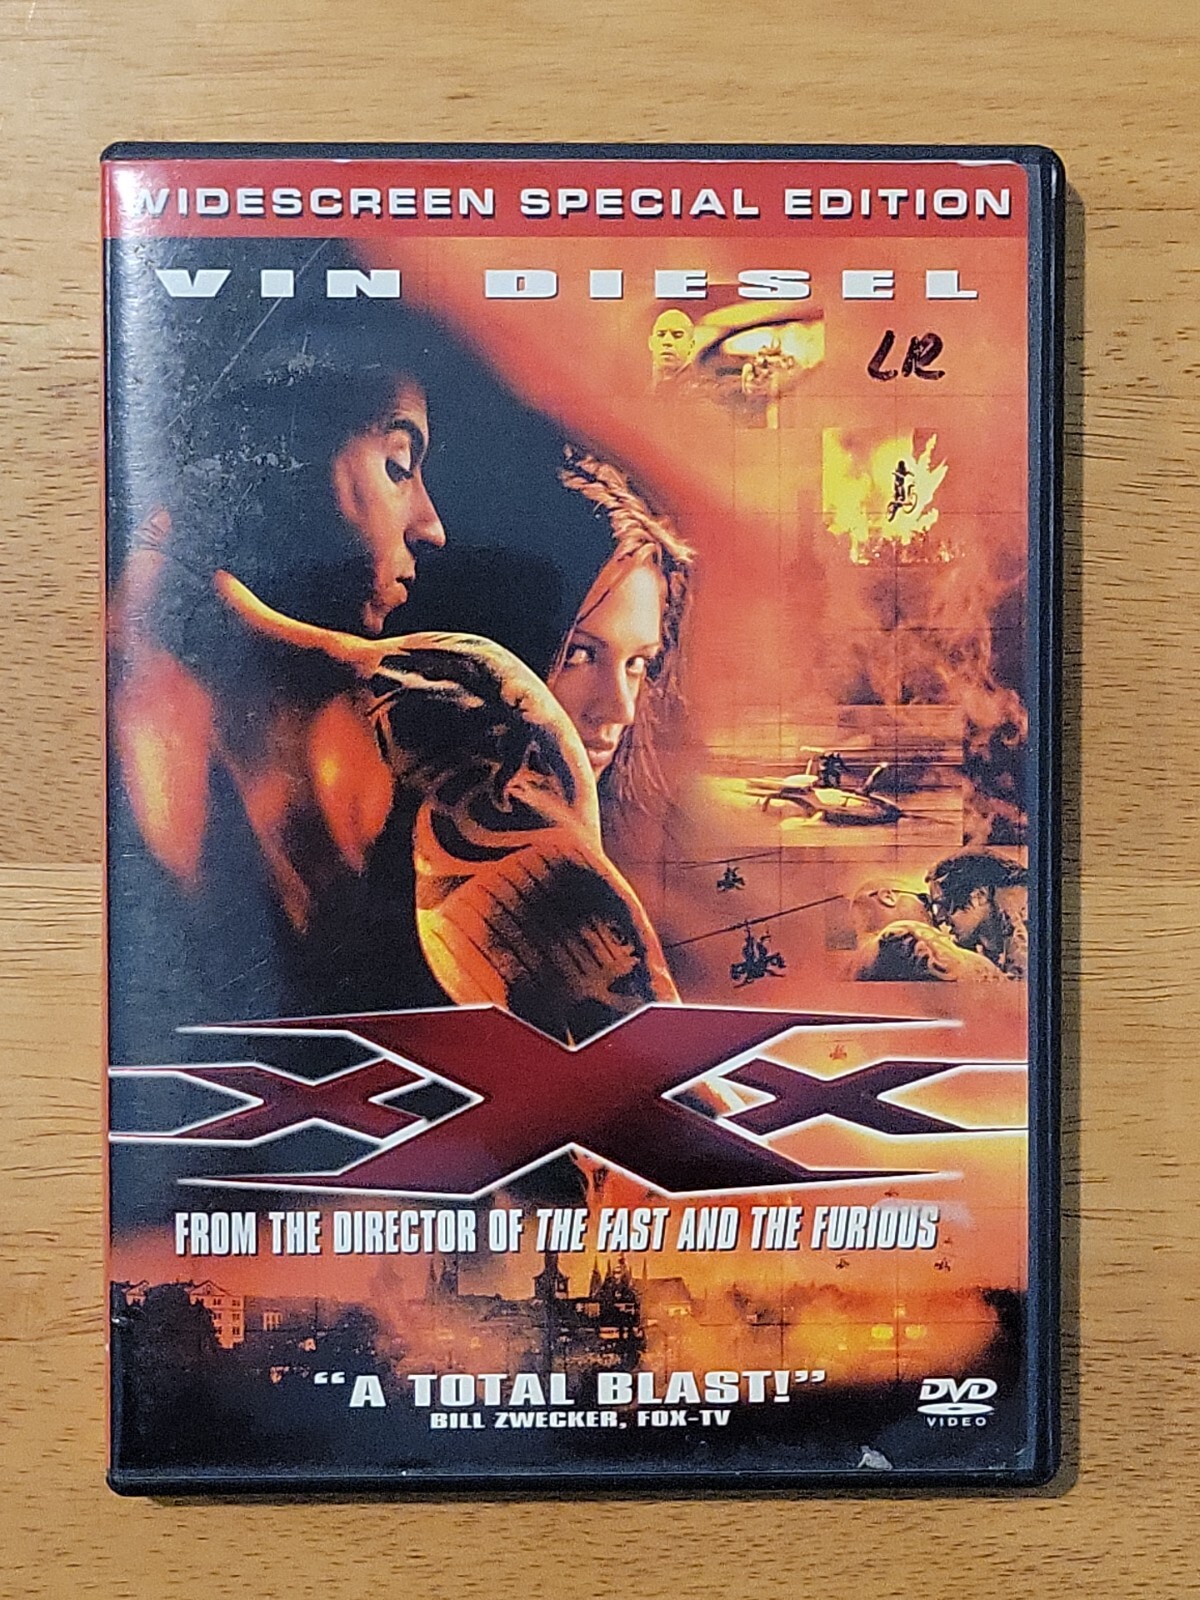 WIDESCREEN SPECIAL EDITION
VIN DIESEL
LR
xXx
FROM THE DIRECTOR OF THE FAST AND THE FURIOUS
"A TOTAL BLAST!"
BILL ZWECKER, FOX-TV
DVD
VIDEO